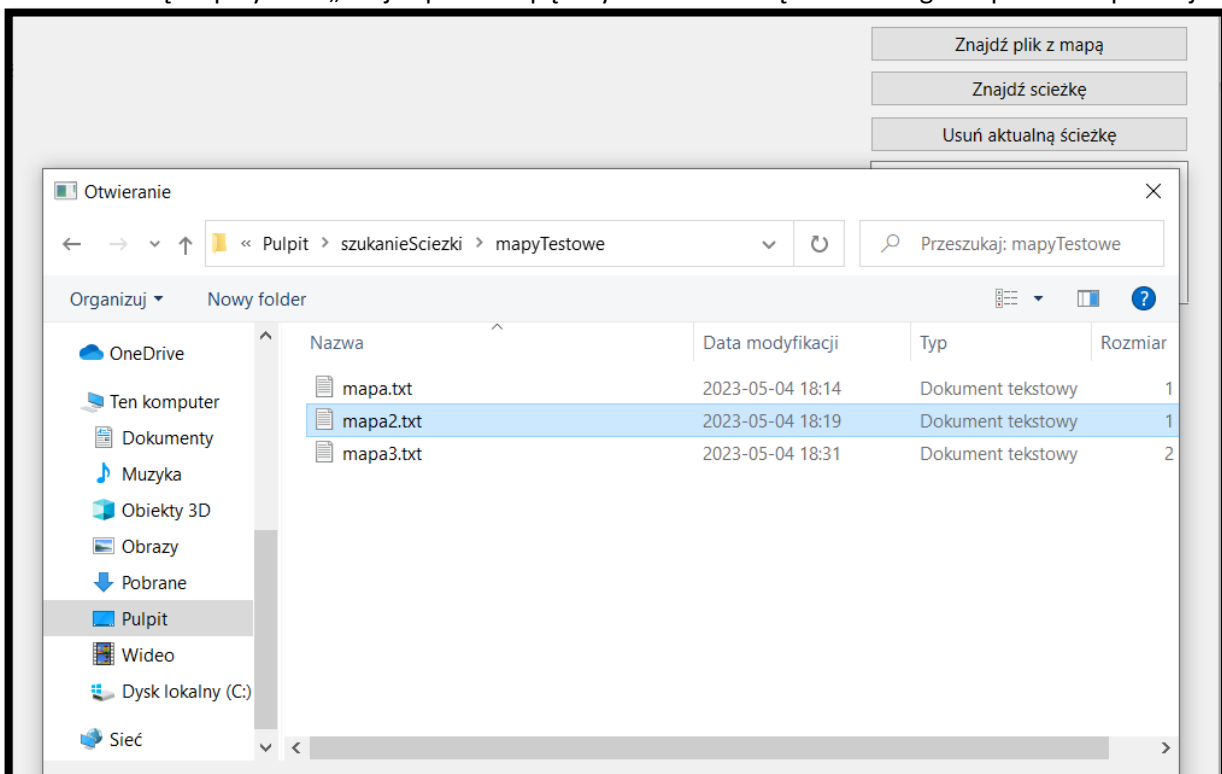 Znajdź plik z mapą
Znajdź scieżkę
Usuń aktualną ścieżkę
Otwieranie
« Pulpit > szukanieSciezki > mapyTestowe
Przeszukaj: mapyTestowe
Organizuj
Nowy folder
Nazwa
Data modyfikacji
Typ
Rozmiar
mapa.txt 2023-05-04 18:14 Dokument tekstowy 1
mapa2.txt 2023-05-04 18:19 Dokument tekstowy 1
mapa3.txt 2023-05-04 18:31 Dokument tekstowy 2
OneDrive
Ten komputer
Dokumenty
Muzyka
Obiekty 3D
Obrazy
Pobrane
Pulpit
Wideo
Dysk lokalny (C:)
Sieć